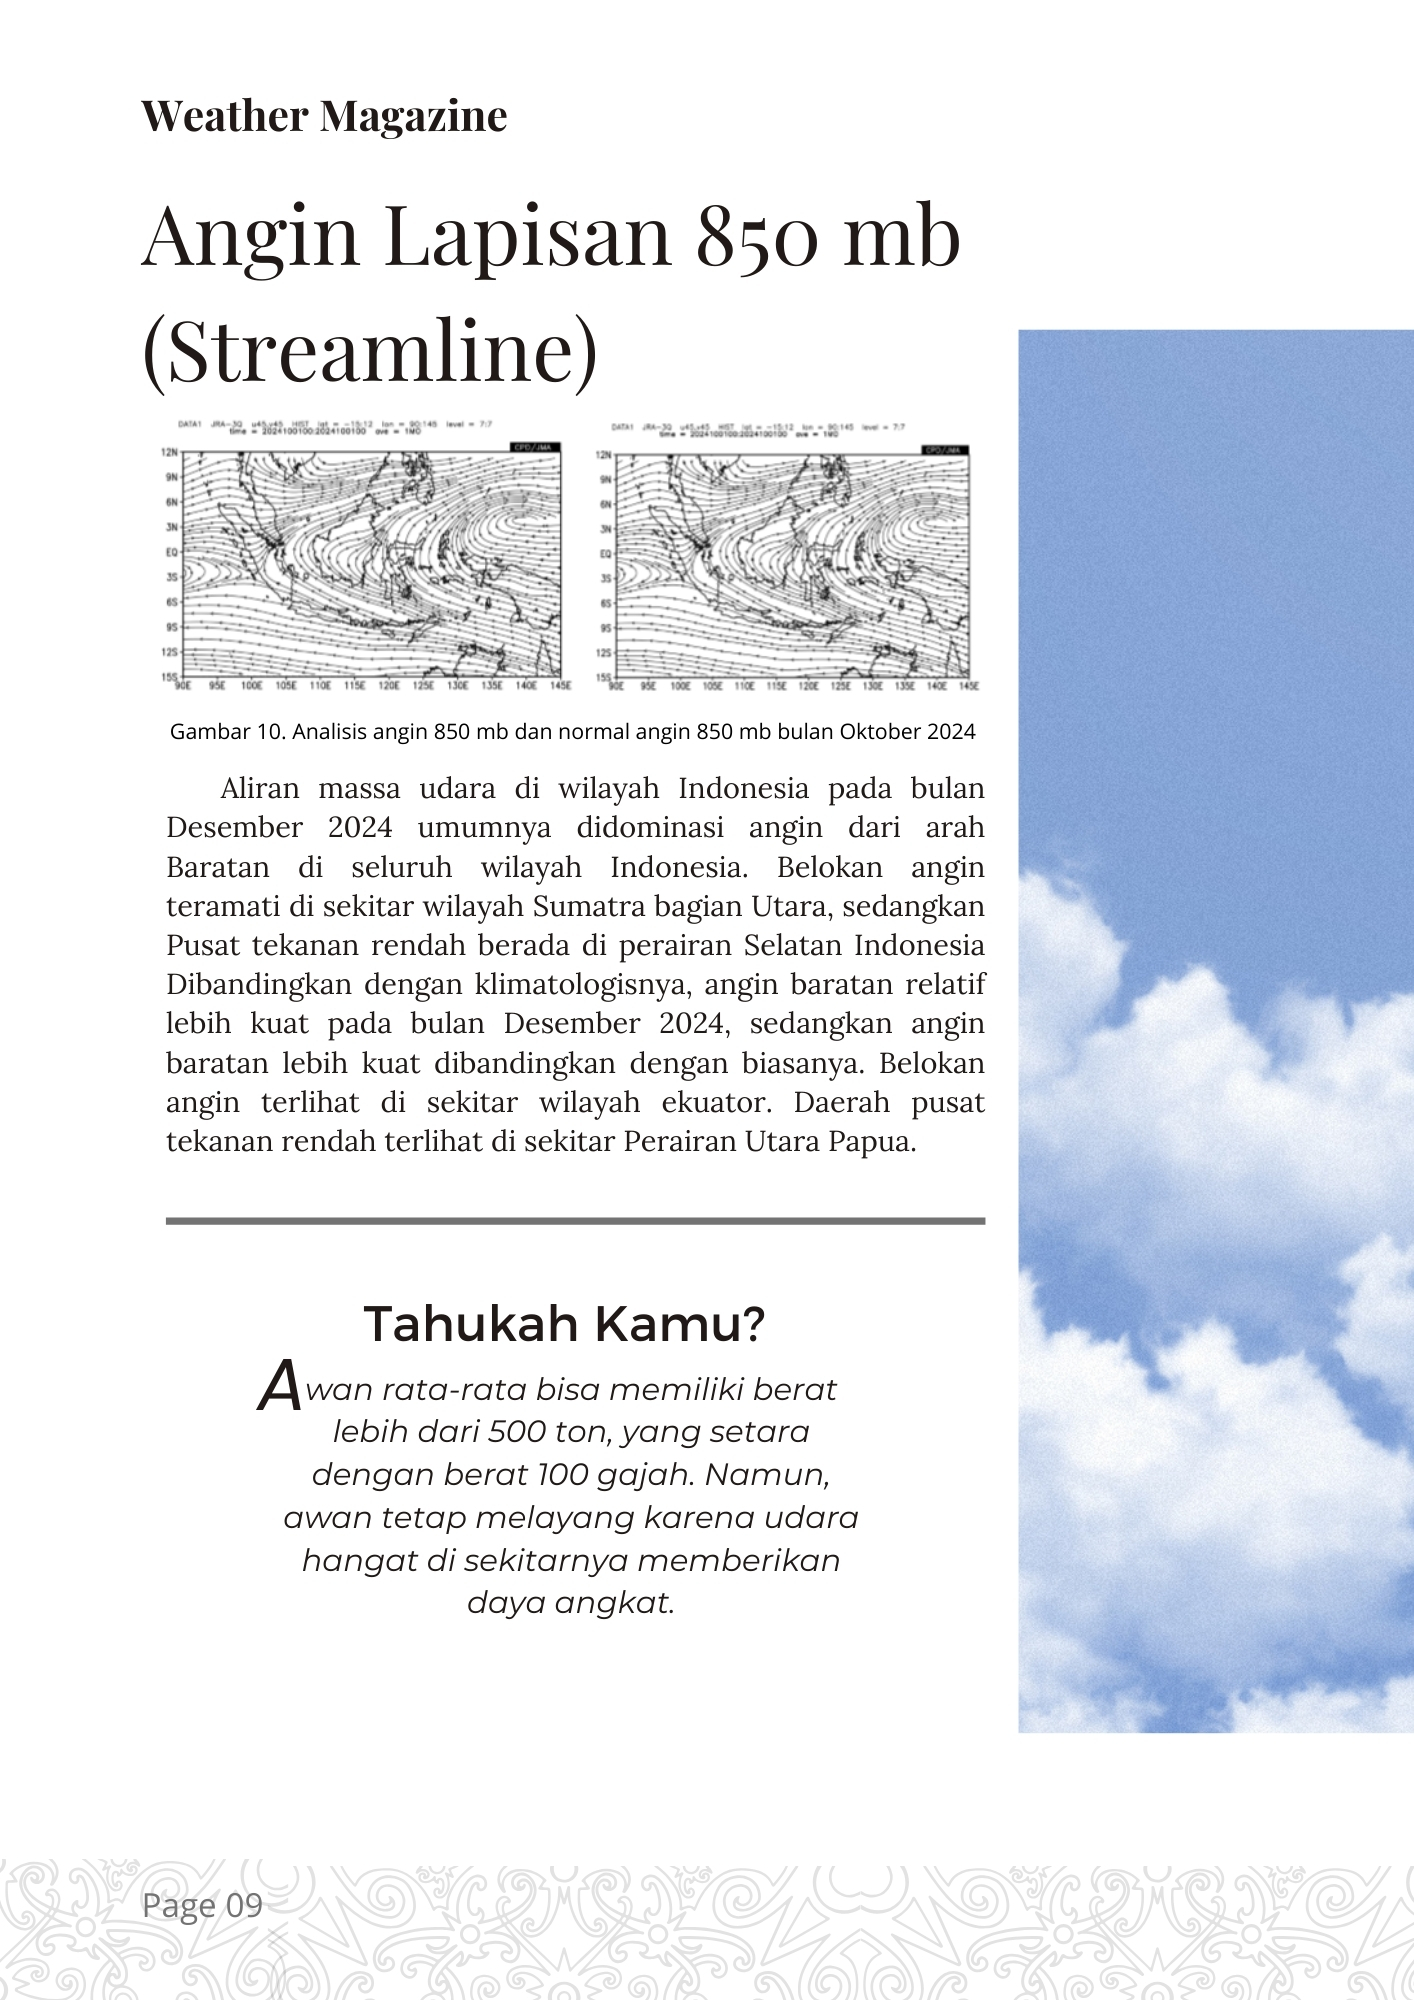 Weather Magazine
Angin Lapisan 850 mb
(Streamline)
DATA1 JRA-3Q u45,v45 HIST lat = -15:12 lon = 90:145 level = 7:7
time = 2024100100:2024100100 ave = 1MO
CPD/JMA
12N
9N
6N
3N
EQ
3S
6S
9S
12S
15S
90E 95E 100E 105E 110E 115E 120E 125E 130E 135E 140E 145E
DATA1 JRA-3Q u45,v45 HIST lat = -15:12 lon = 90:145 level = 7:7
time = 2024100100:2024100100 ave = 1MO
CPD/JMA
12N
9N
6N
3N
EQ
3S
6S
9S
12S
15S
90E 95E 100E 105E 110E 115E 120E 125E 130E 135E 140E 145E
Gambar 10. Analisis angin 850 mb dan normal angin 850 mb bulan Oktober 2024
Aliran massa udara di wilayah Indonesia pada bulan
Desember 2024 umumnya didominasi angin dari arah
Baratan di seluruh wilayah Indonesia. Belokan angin
teramati di sekitar wilayah Sumatra bagian Utara, sedangkan
Pusat tekanan rendah berada di perairan Selatan Indonesia
Dibandingkan dengan klimatologisnya, angin baratan relatif
lebih kuat pada bulan Desember 2024, sedangkan angin
baratan lebih kuat dibandingkan dengan biasanya. Belokan
angin terlihat di sekitar wilayah ekuator. Daerah pusat
tekanan rendah terlihat di sekitar Perairan Utara Papua.
Tahukah Kamu?
Awan rata-rata bisa memiliki berat
lebih dari 500 ton, yang setara
dengan berat 100 gajah. Namun,
awan tetap melayang karena udara
hangat di sekitarnya memberikan
daya angkat.
Page 09